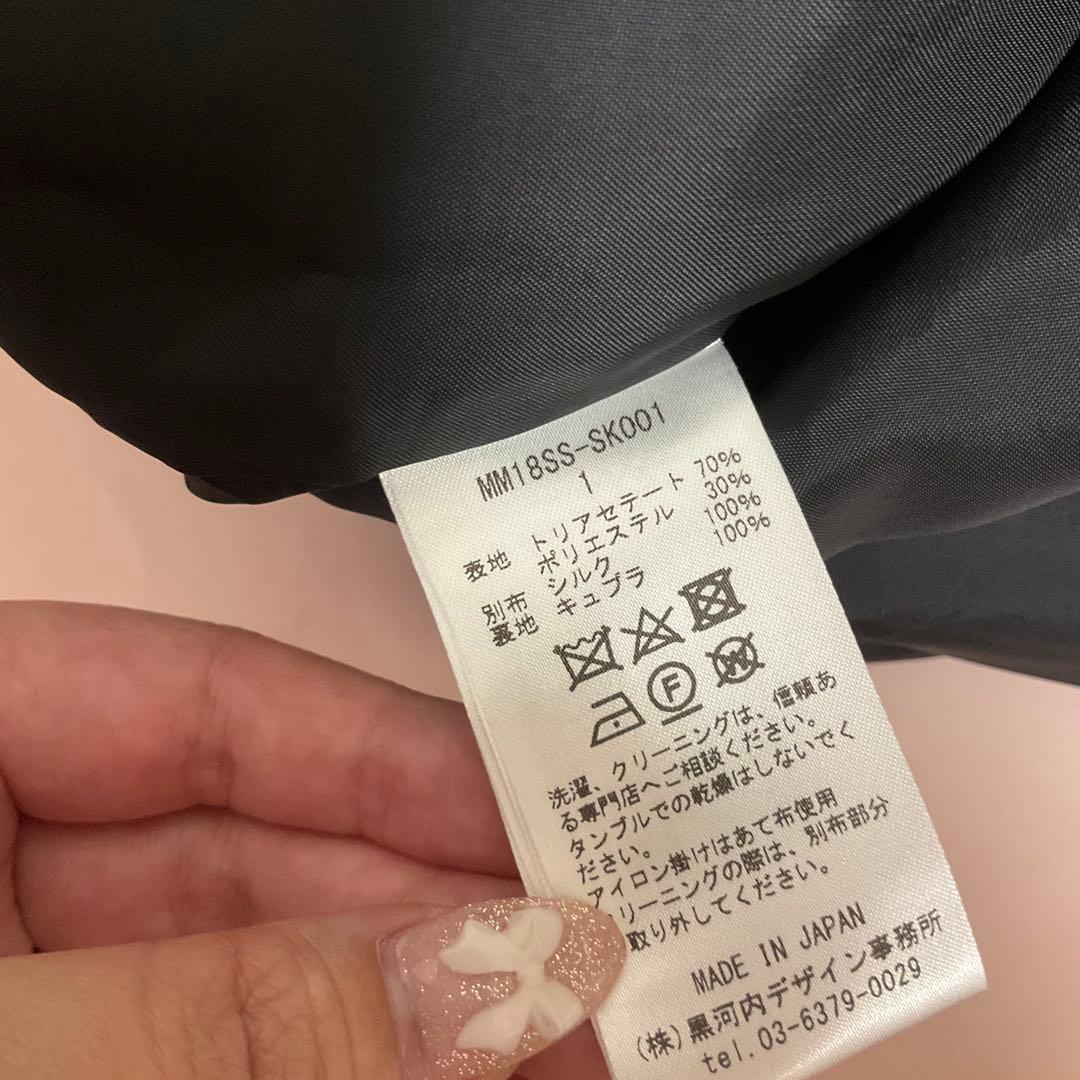 MM18SS-SK001
1
表地 トリアセテート 70%
ポリエステル 30%
別布 シルク 100%
裏地 キュプラ 100%
F
W
洗濯、クリーニングは、信頼あ
る専門店へご相談ください。
タンブルでの乾燥はしないでく
ださい。
アイロン掛けはあて布使用
リーニングの際は、別布部分
取り外してください。
MADE IN JAPAN
(株)黒河内デザイン事務所
tel.03-6379-0029